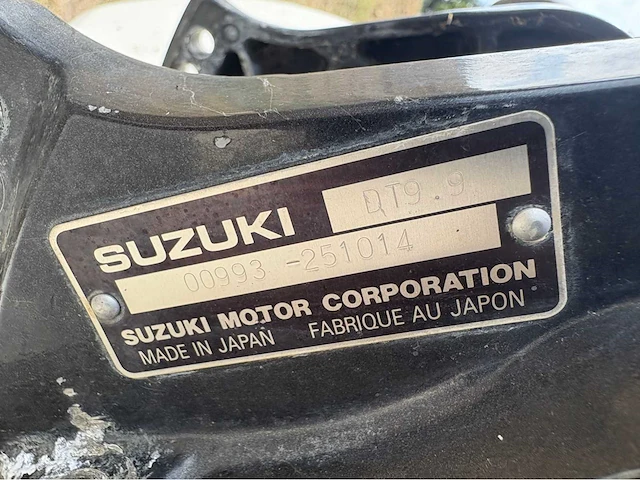 SUZUKI DT9.9
00993-251014
SUZUKI MOTOR CORPORATION
MADE IN JAPAN FABRIQUE AU JAPON